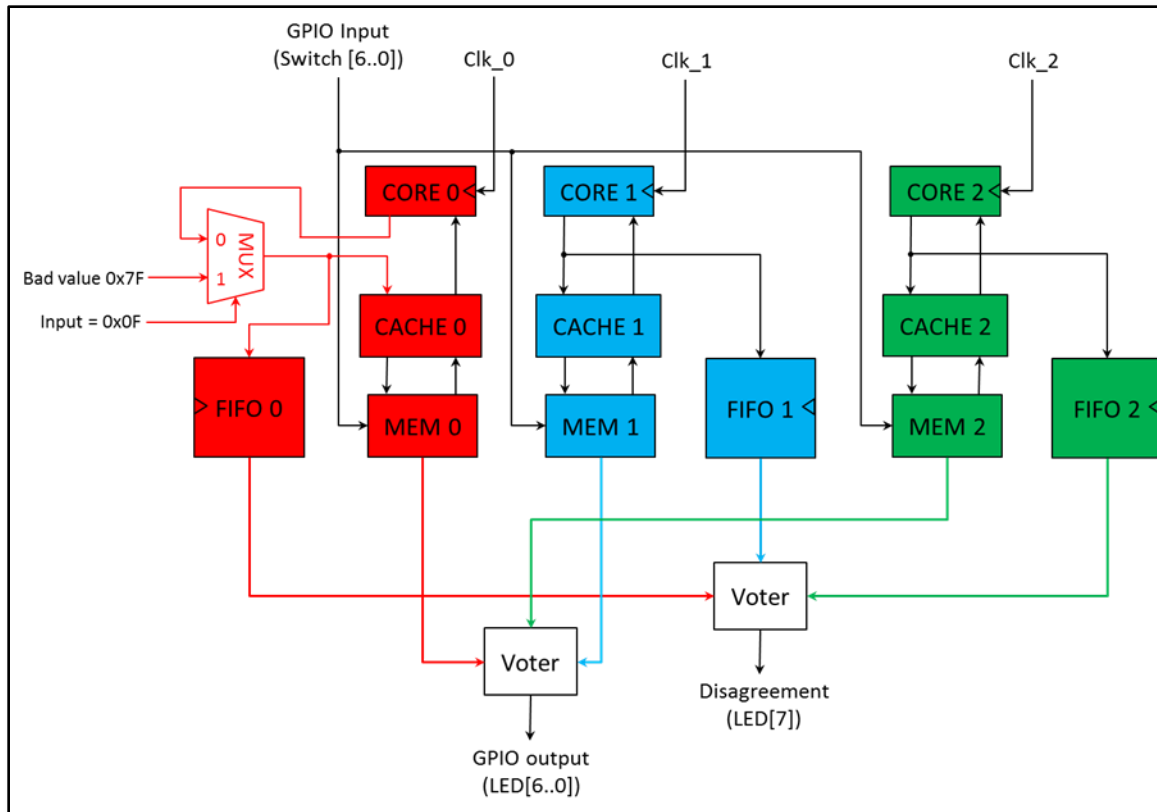 GPIO Input
(Switch [6..0])
Clk_0
Clk_1
Clk_2
CORE 0
CORE 1
CORE 2
0
MUX
1
Bad value 0x7F
Input = 0x0F
CACHE 0
CACHE 1
CACHE 2
FIFO 0
MEM 0
MEM 1
FIFO 1
MEM 2
FIFO 2
Voter
Voter
Disagreement
(LED[7])
GPIO output
(LED[6..0])